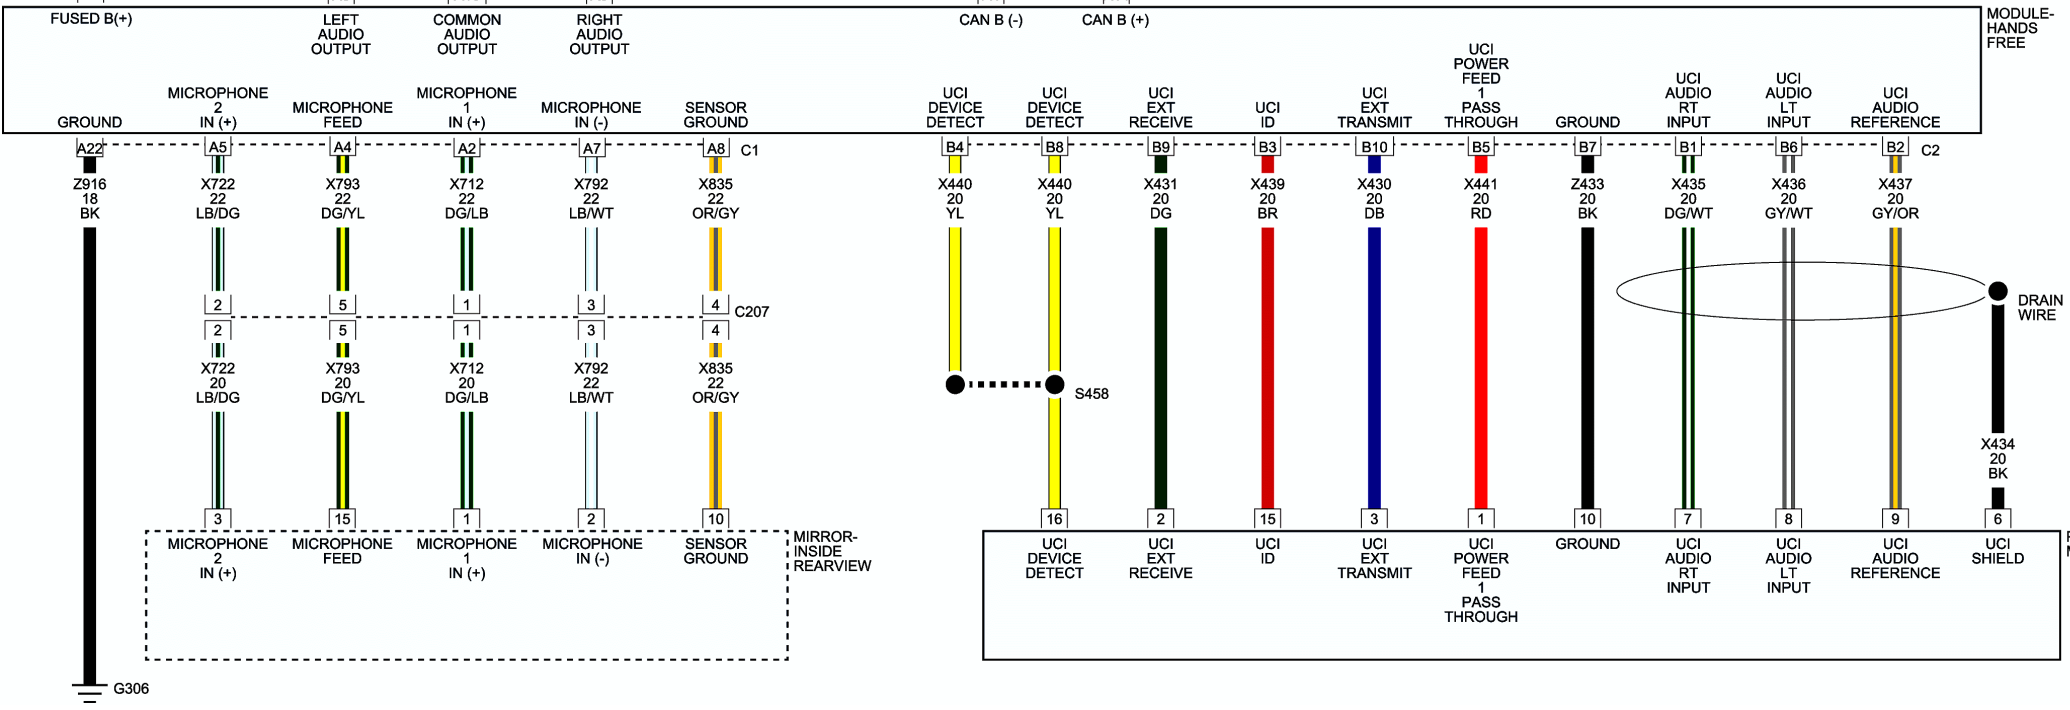 FUSED B(+)
LEFT
AUDIO
OUTPUT
COMMON
AUDIO
OUTPUT
RIGHT
AUDIO
OUTPUT
CAN B (-)
CAN B (+)
MODULE-
HANDS
FREE
GROUND
MICROPHONE
2
IN (+)
MICROPHONE
FEED
MICROPHONE
1
IN (+)
MICROPHONE
IN (-)
SENSOR
GROUND
UCI
DEVICE
DETECT
UCI
DEVICE
DETECT
UCI
EXT
RECEIVE
UCI
ID
UCI
EXT
TRANSMIT
UCI
POWER
FEED
1
PASS
THROUGH
GROUND
UCI
AUDIO
RT
INPUT
UCI
AUDIO
LT
INPUT
UCI
AUDIO
REFERENCE
A22 A5 A4 A2 A7 A8 C1 B4 B8 B9 B3 B10 B5 B7 B1 B6 B2 C2
Z916 X722 X793 X712 X792 X835 X440 X440 X431 X439 X430 X441 Z433 X435 X436 X437
18 22 22 22 22 22 20 20 20 20 20 20 20 20 20 20
BK LB/DG DG/YL DG/LB LB/WT OR/GY YL YL DG BR DB RD BK DG/WT GY/WT GY/OR
2 5 1 3 4
C207
2 5 1 3 4
DRAIN
WIRE
X722 X793 X712 X792 X835
20 20 20 22 22
LB/DG DG/YL DG/LB LB/WT OR/GY
S458
X434
20
BK
3 15 1 2 10 16 2 15 3 1 10 7 8 9 6
MICROPHONE
2
IN (+)
MICROPHONE
FEED
MICROPHONE
1
IN (+)
MICROPHONE
IN (-)
SENSOR
GROUND
MIRROR-
INSIDE
REARVIEW
UCI
DEVICE
DETECT
UCI
EXT
RECEIVE
UCI
ID
UCI
EXT
TRANSMIT
UCI
POWER
FEED
1
PASS
THROUGH
GROUND
UCI
AUDIO
RT
INPUT
UCI
AUDIO
LT
INPUT
UCI
AUDIO
REFERENCE
UCI
SHIELD
G306